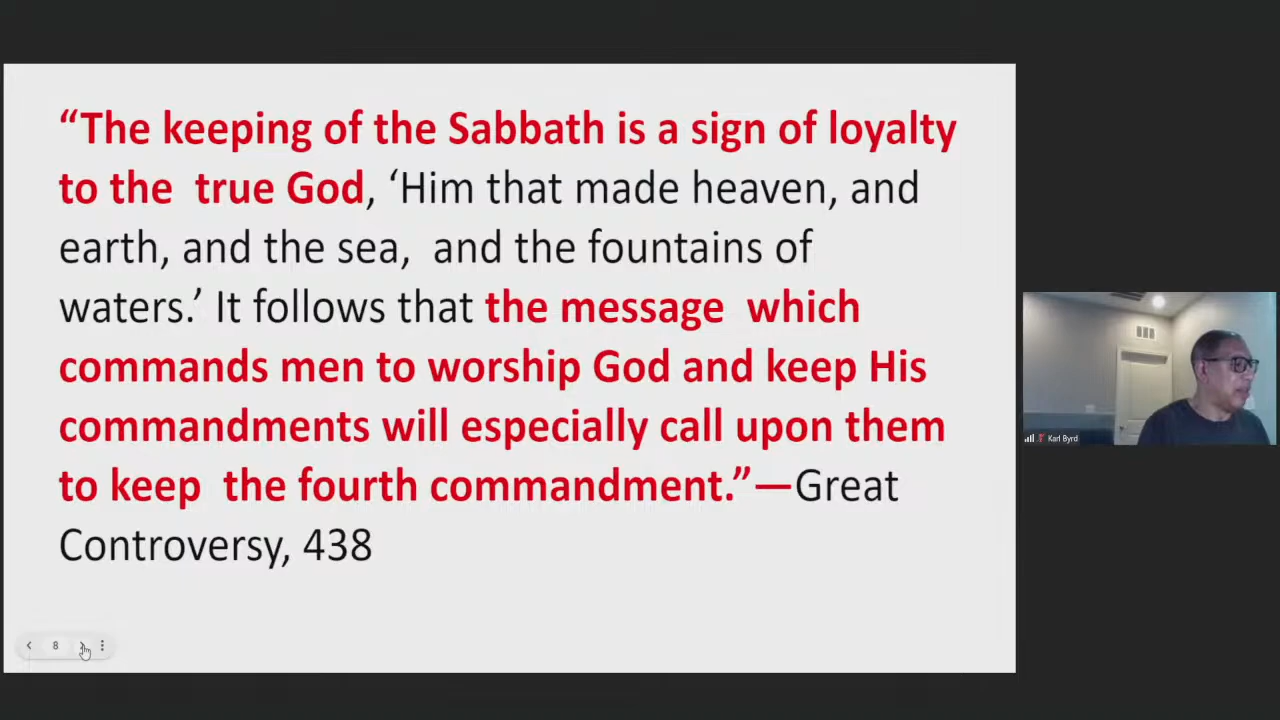 “The keeping of the Sabbath is a sign of loyalty
to the  true God, ‘Him that made heaven, and
earth, and the sea,  and the fountains of
waters.’ It follows that the message  which
commands men to worship God and keep His
commandments will especially call upon them
to keep  the fourth commandment.”—Great
Controversy, 438
Karl Byrd
8